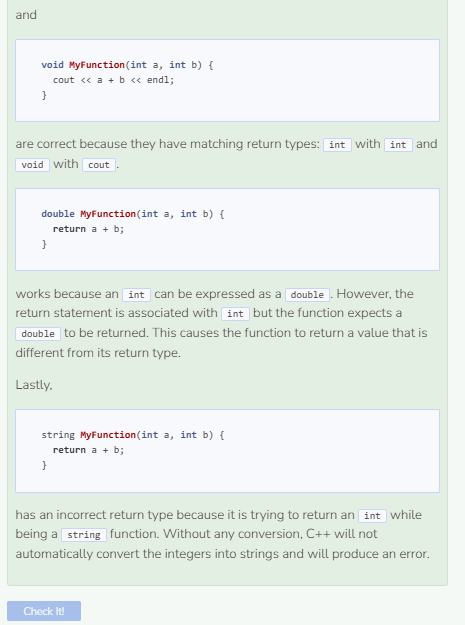 and
void MyFunction(int a, int b) {
cout << a + b << endl;
}
are correct because they have matching return types: int with int and
void with cout .
double MyFunction(int a, int b) {
return a + b;
}
works because an int can be expressed as a double . However, the
return statement is associated with int but the function expects a
double to be returned. This causes the function to return a value that is
different from its return type.
Lastly,
string MyFunction(int a, int b) {
return a + b;
}
has an incorrect return type because it is trying to return an int while
being a string function. Without any conversion, C++ will not
automatically convert the integers into strings and will produce an error.
Check It!